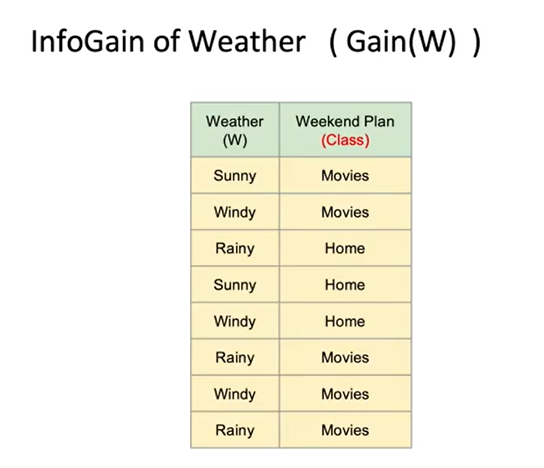 InfoGain of Weather ( Gain(W) )
Weather (W) Weekend Plan (Class)
Sunny Movies
Windy Movies
Rainy Home
Sunny Home
Windy Home
Rainy Movies
Windy Movies
Rainy Movies